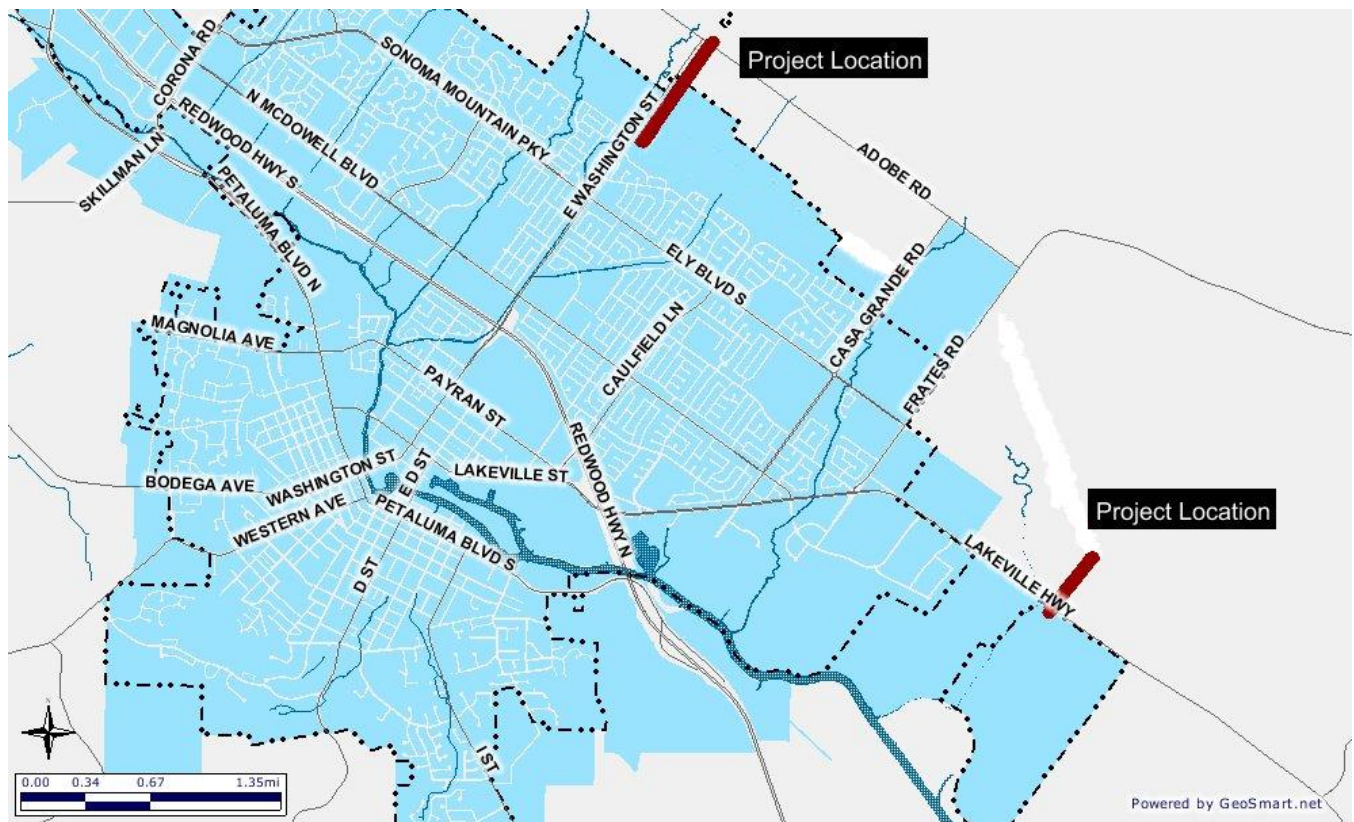 CORONA RD
SONOMA MOUNTAIN PKY
Project Location
E WASHINGTON ST
N MCDOWELL BLVD
REDWOOD HWY S
SKILLMAN LN
ADOBE RD
PETALUMA BLVD N
ELY BLVD S
CASA GRANDE RD
MAGNOLIA AVE
CAULFIELD LN
FRATES RD
PAYRAN ST
REDWOOD HWY N
WASHINGTON ST
E D ST
LAKEVILLE ST
BODEGA AVE
WESTERN AVE
PETALUMA BLVD S
Project Location
D ST
LAKEVILLE HWY
I ST
0.00 0.34 0.67 1.35mi
Powered by GeoSmart.net